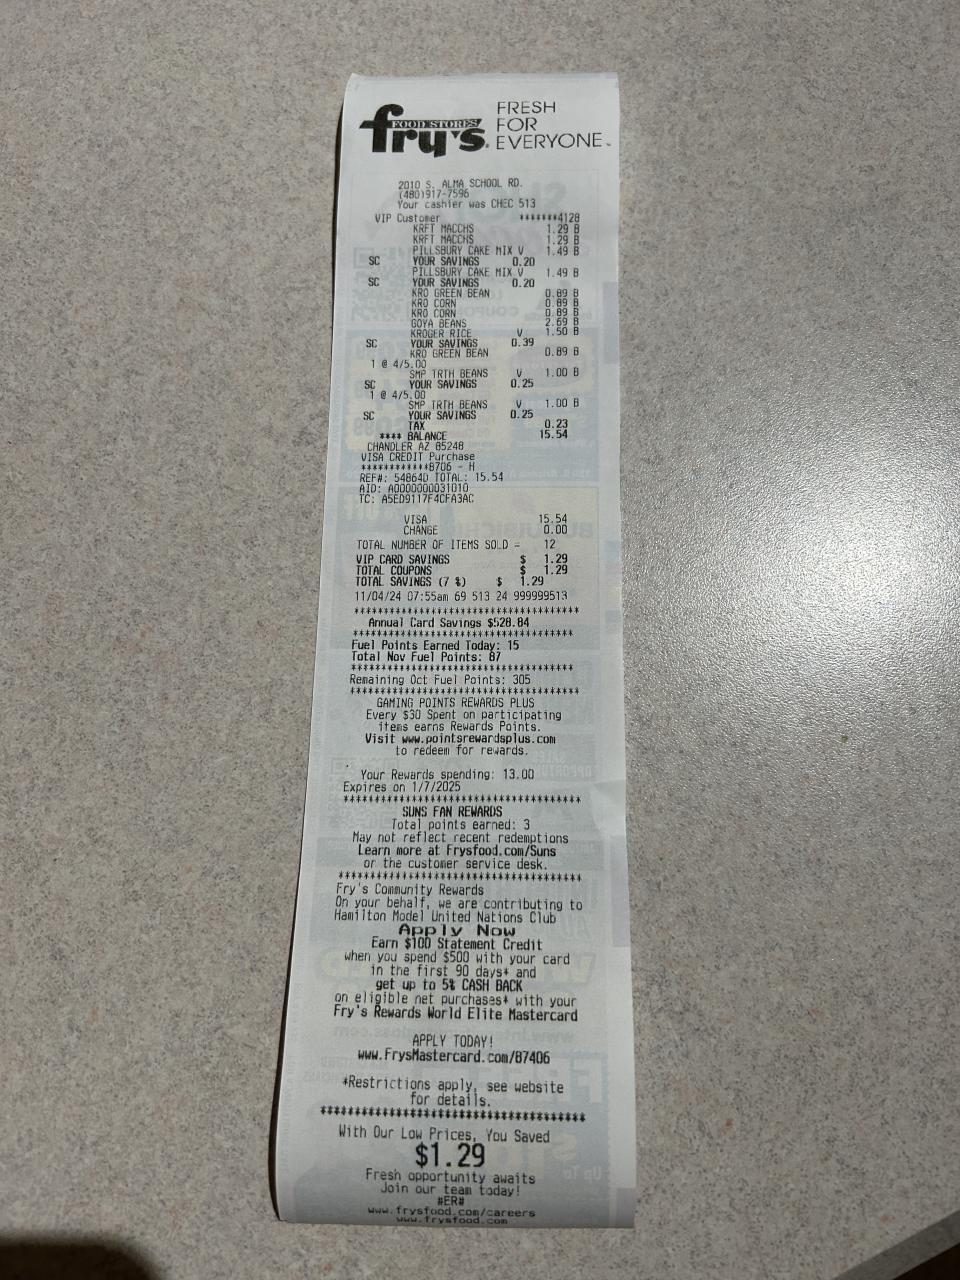 fry's FOOD STORES
FRESH
FOR
EVERYONE™
2010 S. ALMA SCHOOL RD.
(480)917-7596
Your cashier was CHEC 513
VIP Customer *******4128
KRFT MACCHS 1.29 B
KRFT MACCHS 1.29 B
PILLSBURY CAKE MIX V 1.49 B
SC YOUR SAVINGS 0.20
PILLSBURY CAKE MIX V 1.49 B
SC YOUR SAVINGS 0.20
KRO GREEN BEAN 0.89 B
KRO CORN 0.89 B
KRO CORN 0.89 B
GOYA BEANS 2.69 B
KROGER RICE V 1.50 B
SC YOUR SAVINGS 0.39
KRO GREEN BEAN 0.89 B
1 @ 4/5.00
SMP TRTH BEANS V 1.00 B
SC YOUR SAVINGS 0.25
1 @ 4/5.00
SMP TRTH BEANS V 1.00 B
SC YOUR SAVINGS 0.25
TAX 0.23
**** BALANCE 15.54
CHANDLER AZ 85248
VISA CREDIT Purchase
************8706 - H
REF#: 54864D TOTAL: 15.54
AID: A0000000031010
TC: A5ED9117F4CFA3AC
VISA 15.54
CHANGE 0.00
TOTAL NUMBER OF ITEMS SOLD = 12
VIP CARD SAVINGS $ 1.29
TOTAL COUPONS $ 1.29
TOTAL SAVINGS (7 %) $ 1.29
11/04/24 07:55am 69 513 24 999999513
************************************
Annual Card Savings $528.84
************************************
Fuel Points Earned Today: 15
Total Nov Fuel Points: 87
************************************
Remaining Oct Fuel Points: 305
************************************
GAMING POINTS REWARDS PLUS
Every $30 Spent on participating
items earns Rewards Points.
Visit www.pointsrewardsplus.com
to redeem for rewards.
.
Your Rewards spending: 13.00
Expires on 1/7/2025
************************************
SUNS FAN REWARDS
Total points earned: 3
May not reflect recent redemptions
Learn more at Frysfood.com/Suns
or the customer service desk.
************************************
Fry's Community Rewards
On your behalf, we are contributing to
Hamilton Model United Nations Club
Apply Now
Earn $100 Statement Credit
when you spend $500 with your card
in the first 90 days* and
get up to 5% CASH BACK
on eligible net purchases* with your
Fry's Rewards World Elite Mastercard
APPLY TODAY!
www.FrysMastercard.com/87406
*Restrictions apply, see website
for details.
************************************
With Our Low Prices, You Saved
$1.29
Fresh opportunity awaits
Join our team today!
#ER#
www.frysfood.com/careers
www.frysfood.com